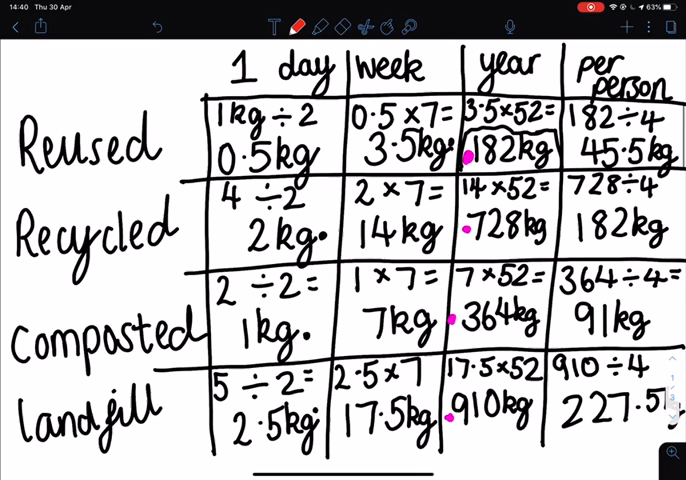 14:40 Thu 30 Apr
63%
T
1 day week year per person
Reused
1kg ÷ 2 0.5 × 7= 3.5 × 52= 182 ÷ 4
0.5kg 3.5kg 182kg 45.5kg
Recycled
4 ÷ 2 2 × 7= 14 × 52= 728 ÷ 4
2kg 14kg 728kg 182kg
Composted
2 ÷ 2= 1 × 7= 7 × 52= 364 ÷ 4=
1kg 7kg 364kg 91kg
landfill
5 ÷ 2= 2.5 × 7 17.5 × 52 910 ÷ 4
2.5kg 17.5kg 910kg 227.5